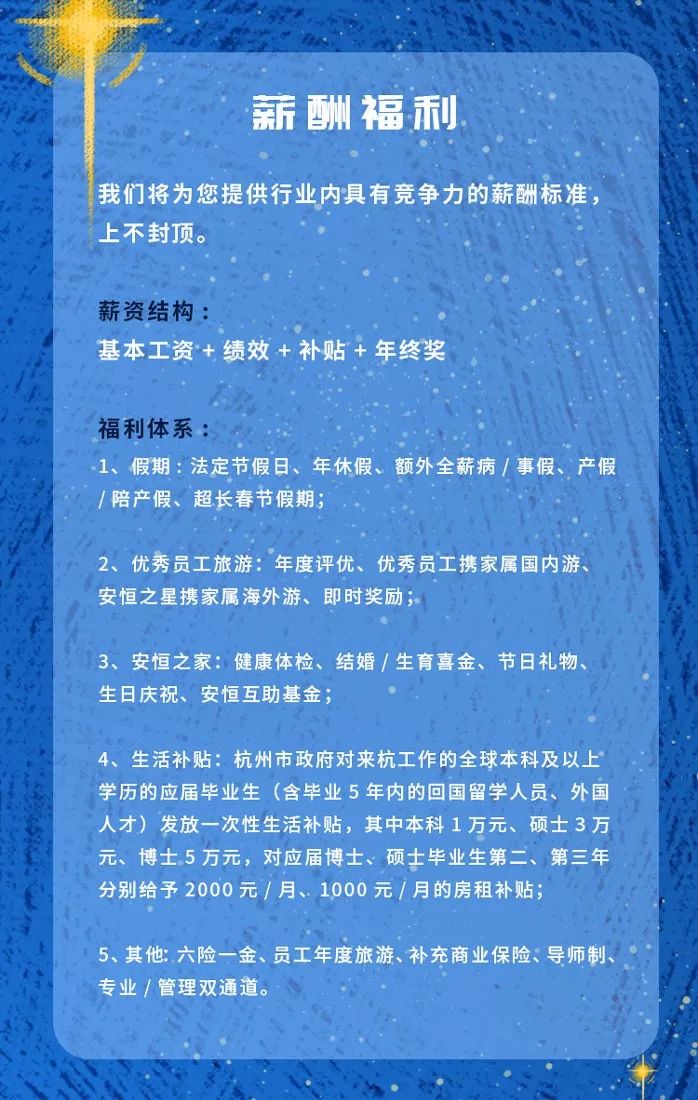 薪酬福利
我们将为您提供行业内具有竞争力的薪酬标准，
上不封顶。
薪资结构：
基本工资 + 绩效 + 补贴 + 年终奖
福利体系：
1、假期：法定节假日、年休假、额外全薪病 / 事假、产假
/ 陪产假、超长春节假期；
2、优秀员工旅游：年度评优、优秀员工携家属国内游、
安恒之星携家属海外游、即时奖励；
3、安恒之家：健康体检、结婚 / 生育喜金、节日礼物、
生日庆祝、安恒互助基金；
4、生活补贴：杭州市政府对来杭工作的全球本科及以上
学历的应届毕业生（含毕业 5 年内的回国留学人员、外国
人才）发放一次性生活补贴，其中本科 1 万元、硕士 3 万
元、博士 5 万元，对应届博士、硕士毕业生第二、第三年
分别给予 2000 元 / 月、1000 元 / 月的房租补贴；
5、其他：六险一金、员工年度旅游、补充商业保险、导师制、
专业 / 管理双通道。